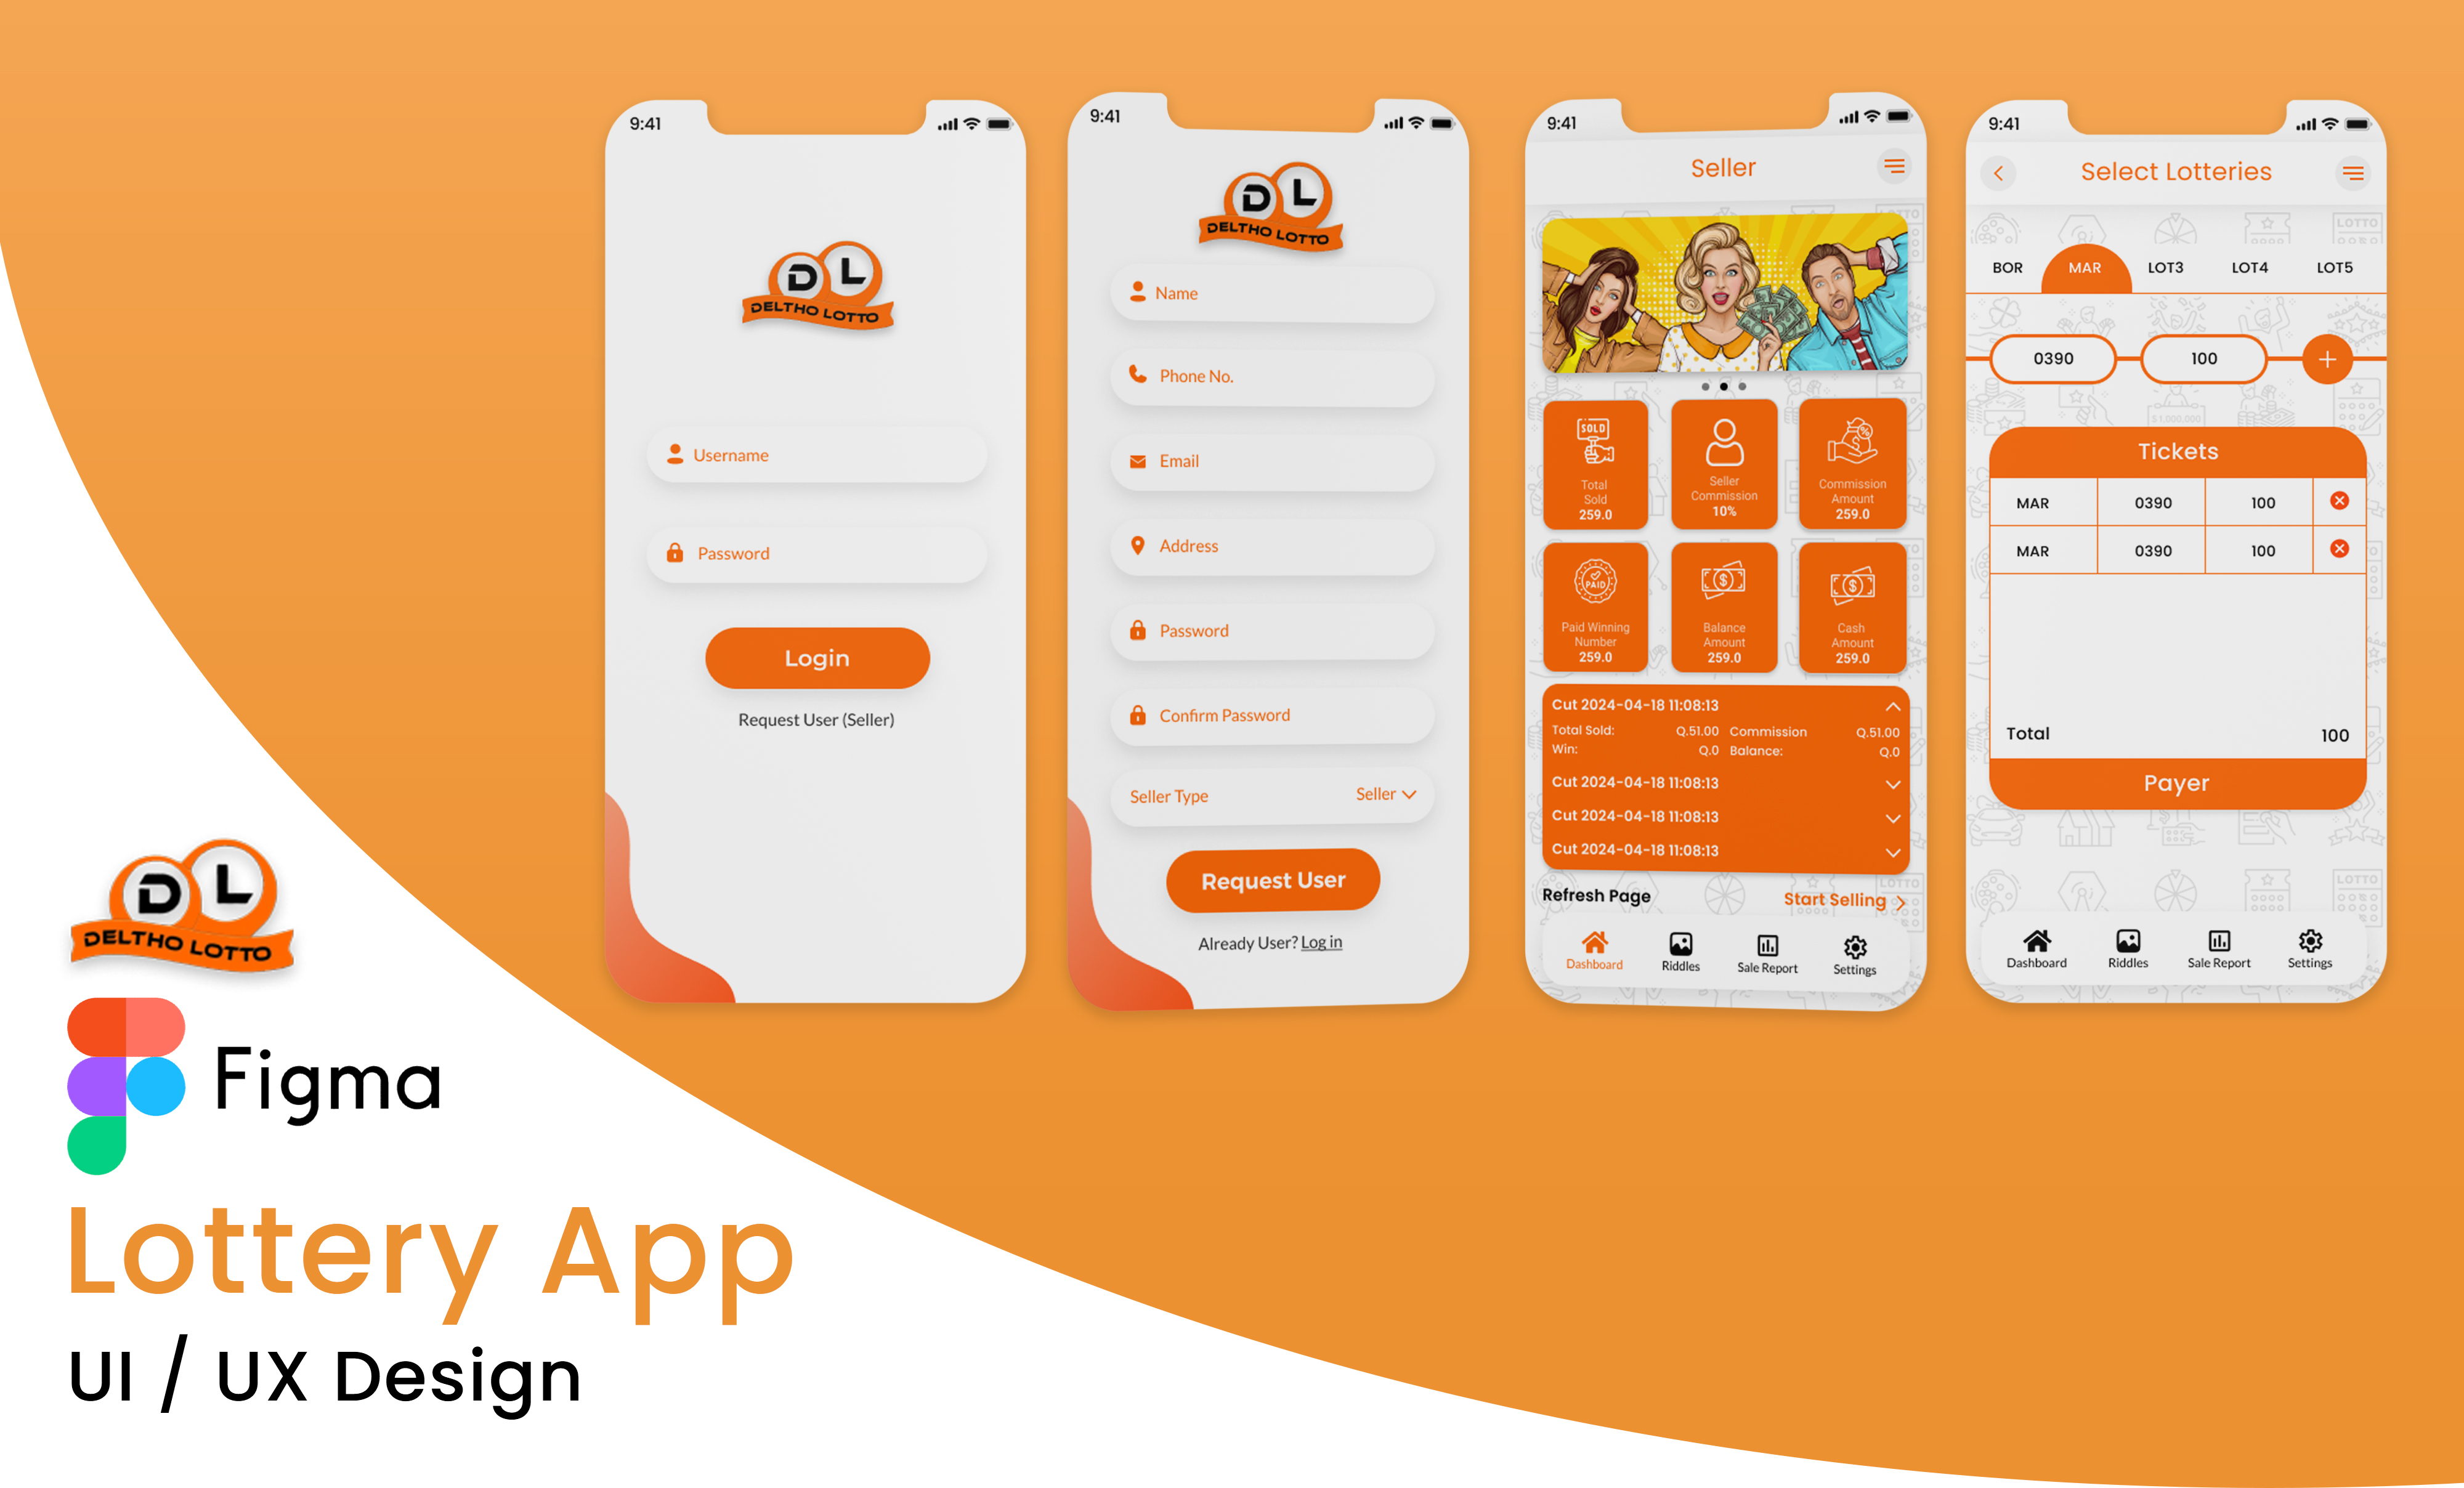 9:41
D L
DELTHO LOTTO
Username
Password
Login
Request User (Seller)
9:41
D L
DELTHO LOTTO
Name
Phone No.
Email
Address
Password
Confirm Password
Seller Type Seller
Request User
Already User? Log in
9:41
Seller
LOTTO
SOLD
Total
Sold
259.0
Seller
Commission
10%
Commission
Amount
259.0
PAID
Paid Winning
Number
259.0
Balance
Amount
259.0
Cash
Amount
259.0
Cut 2024-04-18 11:08:13
Total Sold: Q.51.00 Commission Q.51.00
Win: Q.0 Balance: Q.0
Cut 2024-04-18 11:08:13
Cut 2024-04-18 11:08:13
Cut 2024-04-18 11:08:13
LOTTO
Refresh Page Start Selling
Dashboard Riddles Sale Report Settings
9:41
Select Lotteries
LOTTO
BOR MAR LOT3 LOT4 LOT5
0390 100 +
$1,000,000
Tickets
MAR 0390 100
MAR 0390 100
Total 100
Payer
LOTTO
Dashboard Riddles Sale Report Settings
D L
DELTHO LOTTO
Figma
Lottery App
UI / UX Design